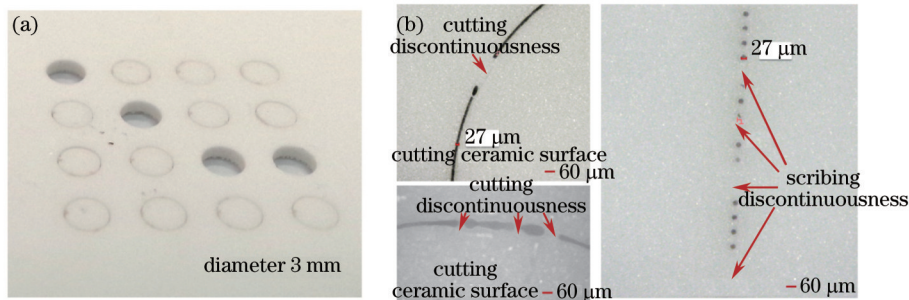 (a)
diameter 3 mm
(b)
cutting
discontinuousness
27 μm
cutting ceramic surface
60 μm
cutting
discontinuousness
cutting
ceramic surface
60 μm
27 μm
scribing
discontinuousness
60 μm